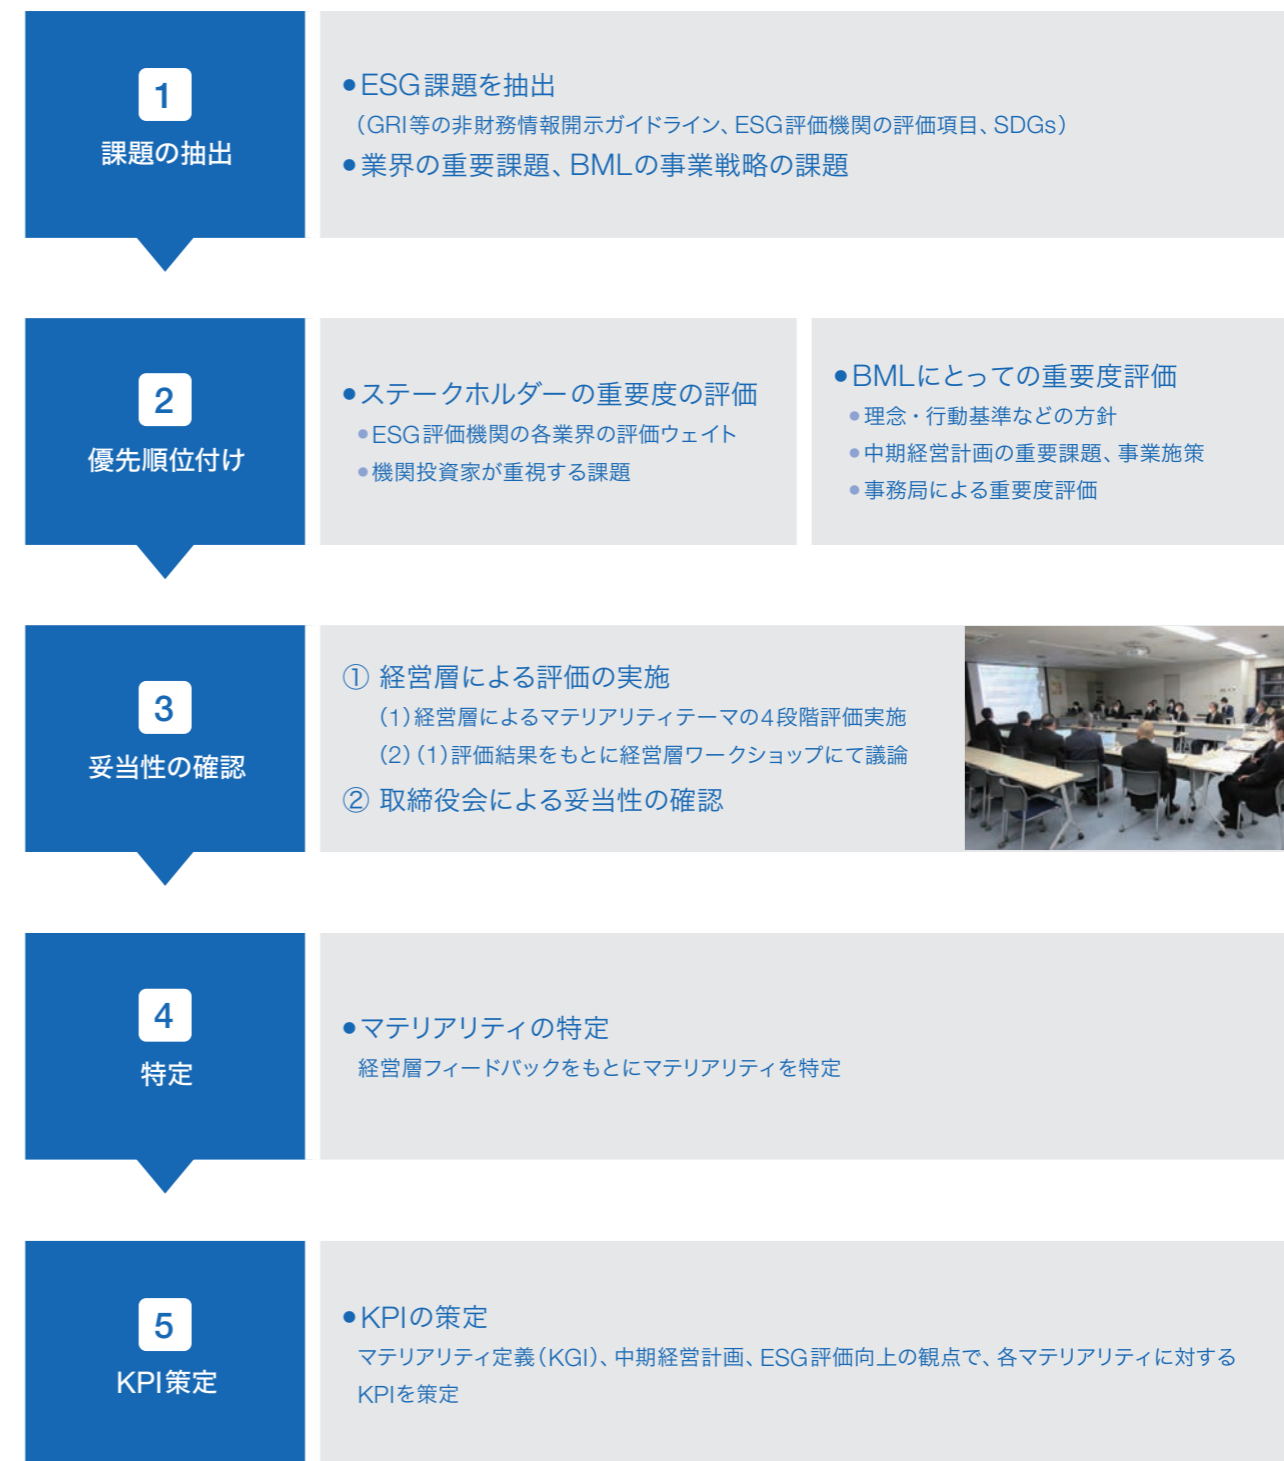 1
課題の抽出
●ESG課題を抽出
（GRI等の非財務情報開示ガイドライン、ESG評価機関の評価項目、SDGs）
●業界の重要課題、BMLの事業戦略の課題
2
優先順位付け
●ステークホルダーの重要度の評価
●ESG評価機関の各業界の評価ウェイト
●機関投資家が重視する課題
●BMLにとっての重要度評価
●理念・行動基準などの方針
●中期経営計画の重要課題、事業施策
●事務局による重要度評価
3
妥当性の確認
① 経営層による評価の実施
（1）経営層によるマテリアリティテーマの4段階評価実施
（2）（1）評価結果をもとに経営層ワークショップにて議論
② 取締役会による妥当性の確認
4
特定
●マテリアリティの特定
経営層フィードバックをもとにマテリアリティを特定
5
KPI策定
●KPIの策定
マテリアリティ定義（KGI）、中期経営計画、ESG評価向上の観点で、各マテリアリティに対する
KPIを策定